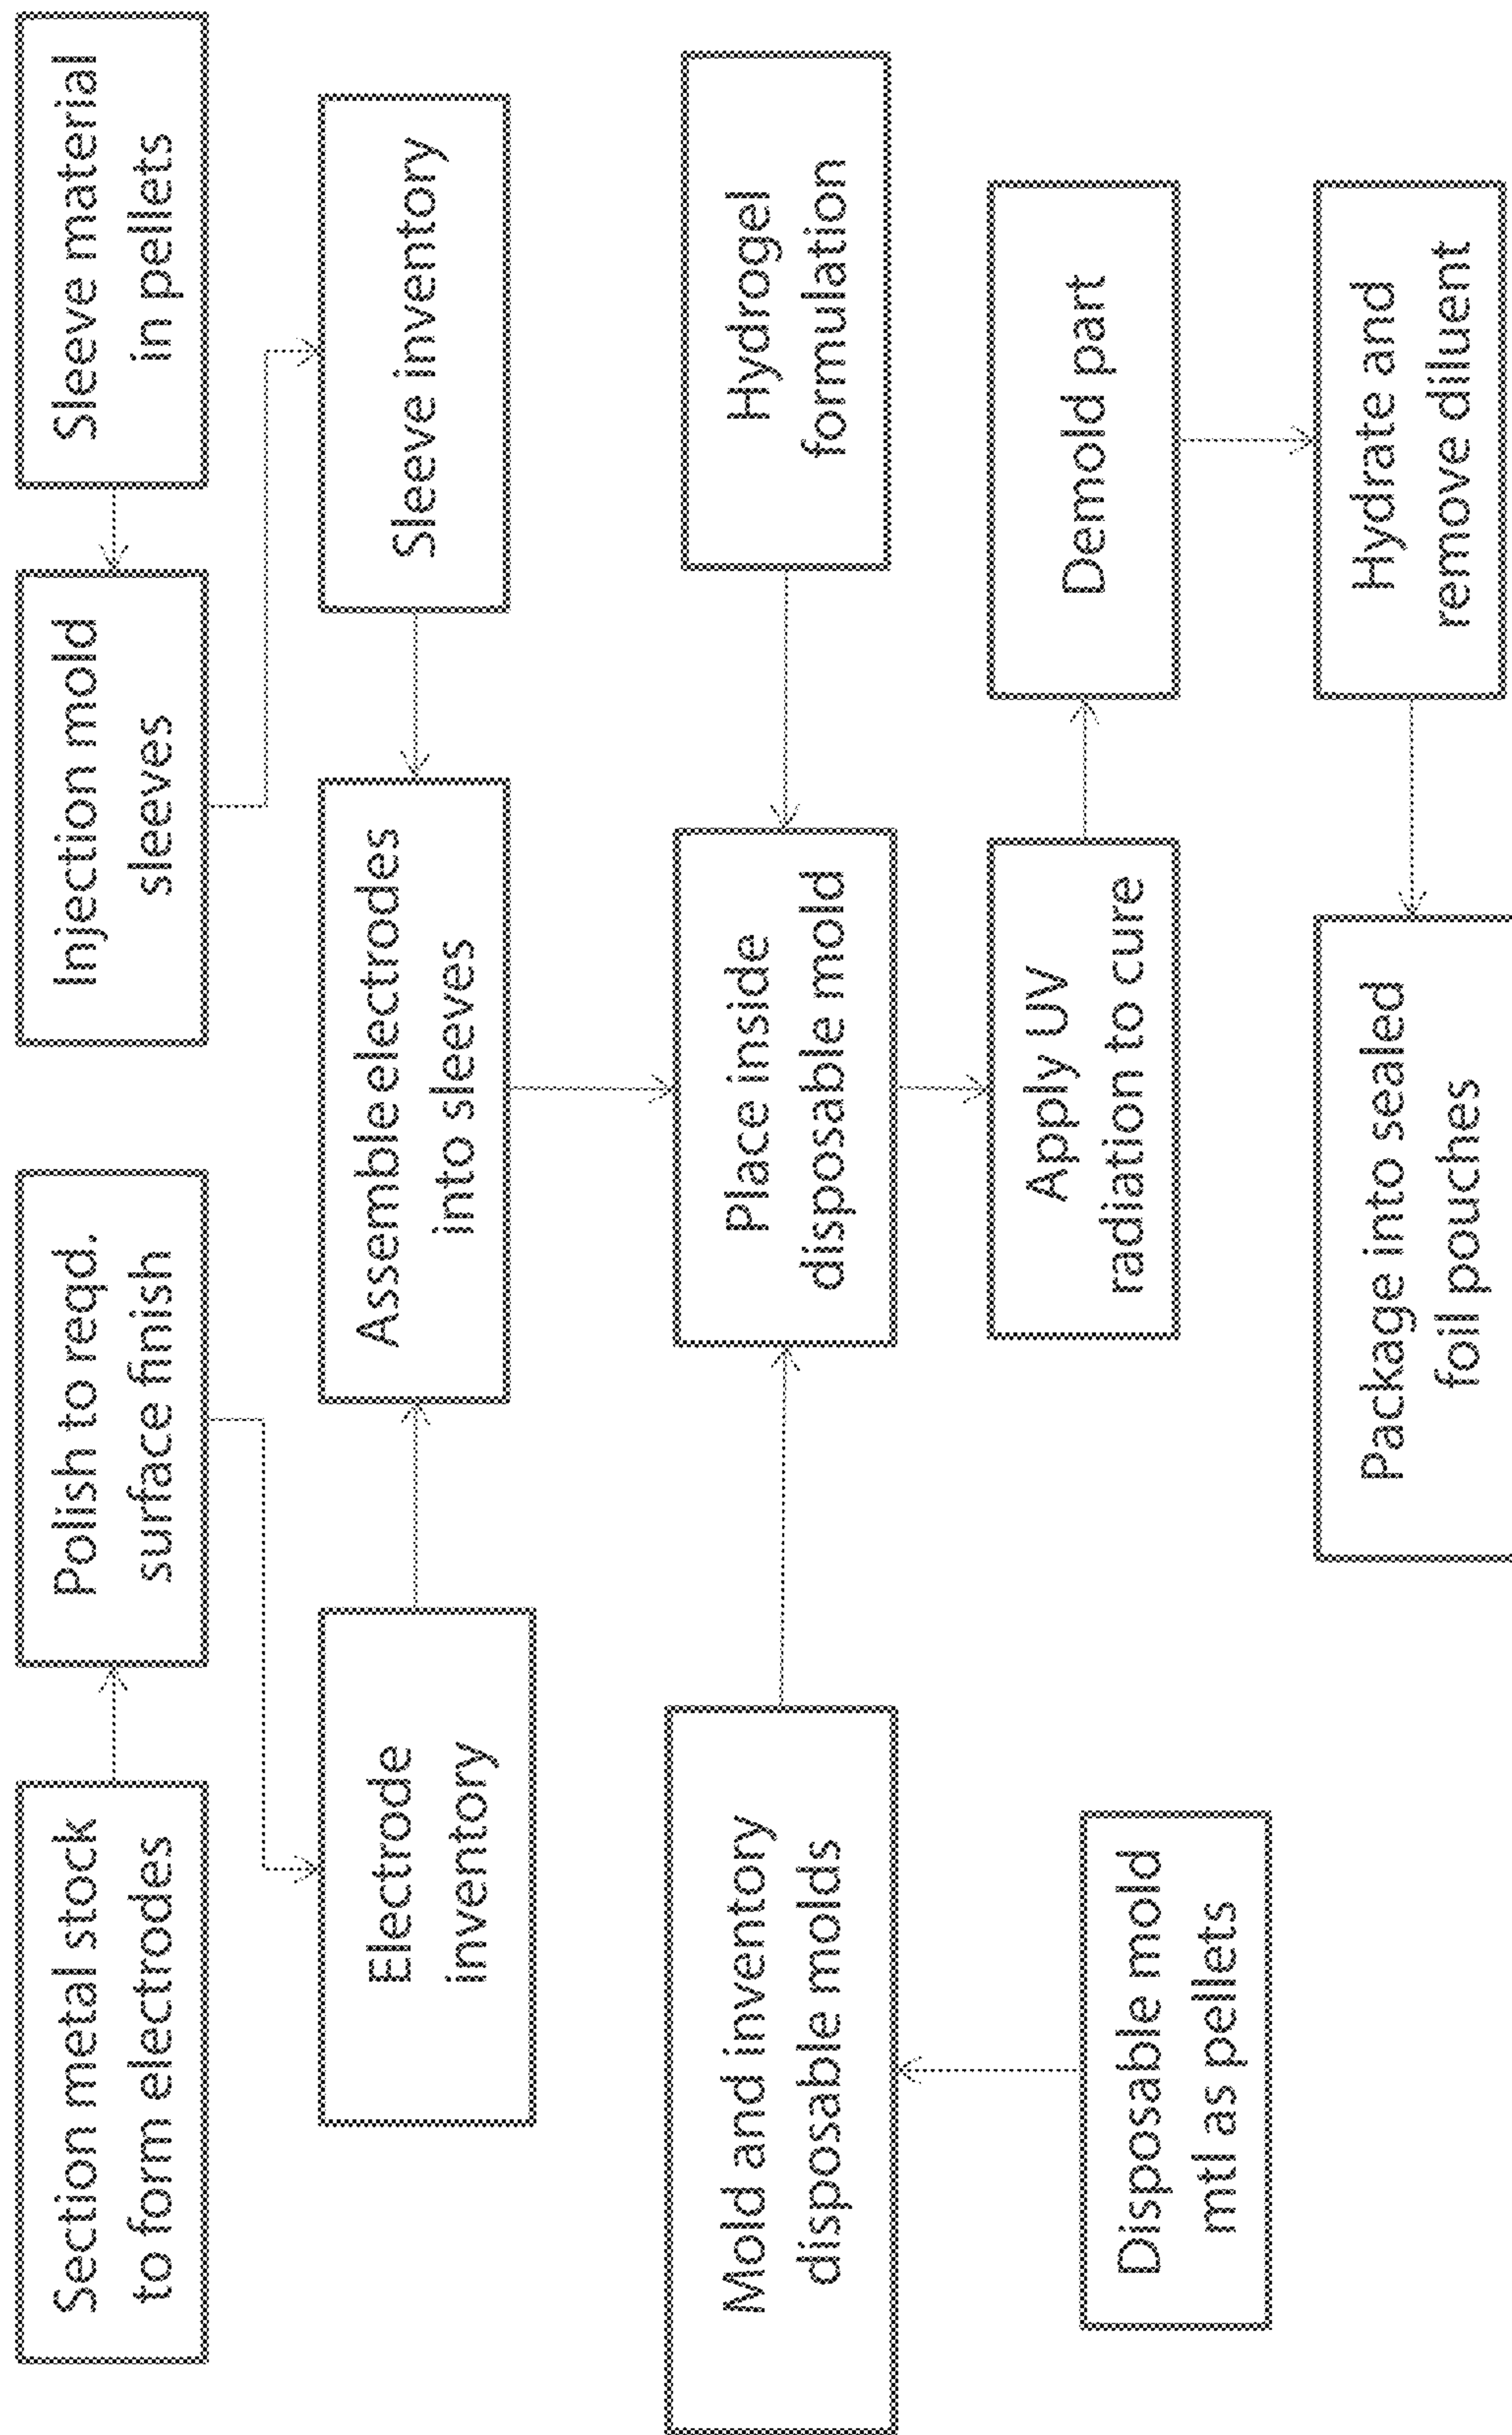 Section metal stock
to form electrodes
Polish to reqd.
surface finish
Injection mold
sleeves
Sleeve material
in pellets
Electrode
inventory
Assemble electrodes
into sleeves
Sleeve inventory
Mold and inventory
disposable molds
Place inside
disposable mold
Hydrogel
formulation
Disposable mold
mtl as pellets
Apply UV
radiation to cure
Demold part
Package into sealed
foil pouches
Hydrate and
remove diluent